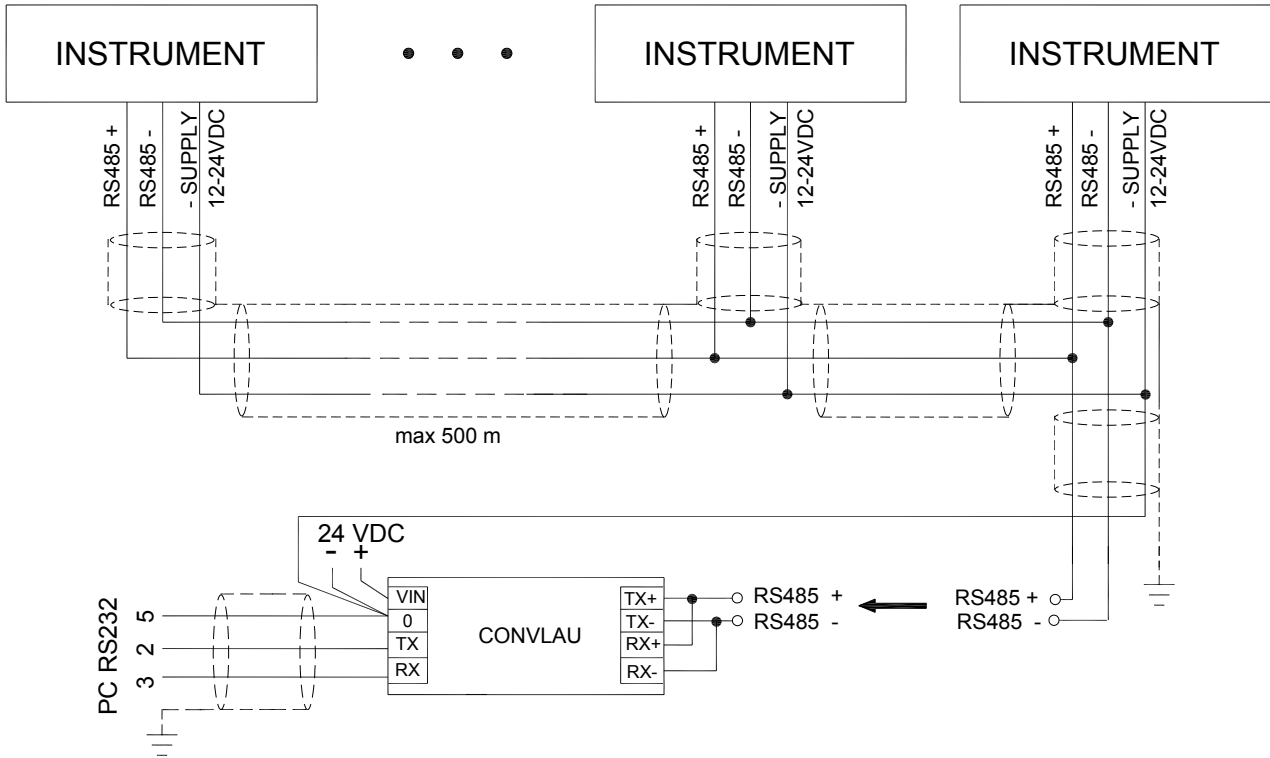 INSTRUMENT
INSTRUMENT
INSTRUMENT
RS485 +
RS485 -
- SUPPLY
12-24VDC
RS485 +
RS485 -
- SUPPLY
12-24VDC
RS485 +
RS485 -
- SUPPLY
12-24VDC
max 500 m
24 VDC
- +
PC RS232
5
2
3
VIN
0
TX
RX
CONVLAU
TX+
TX-
RX+
RX-
RS485 +
RS485 -
RS485 +
RS485 -